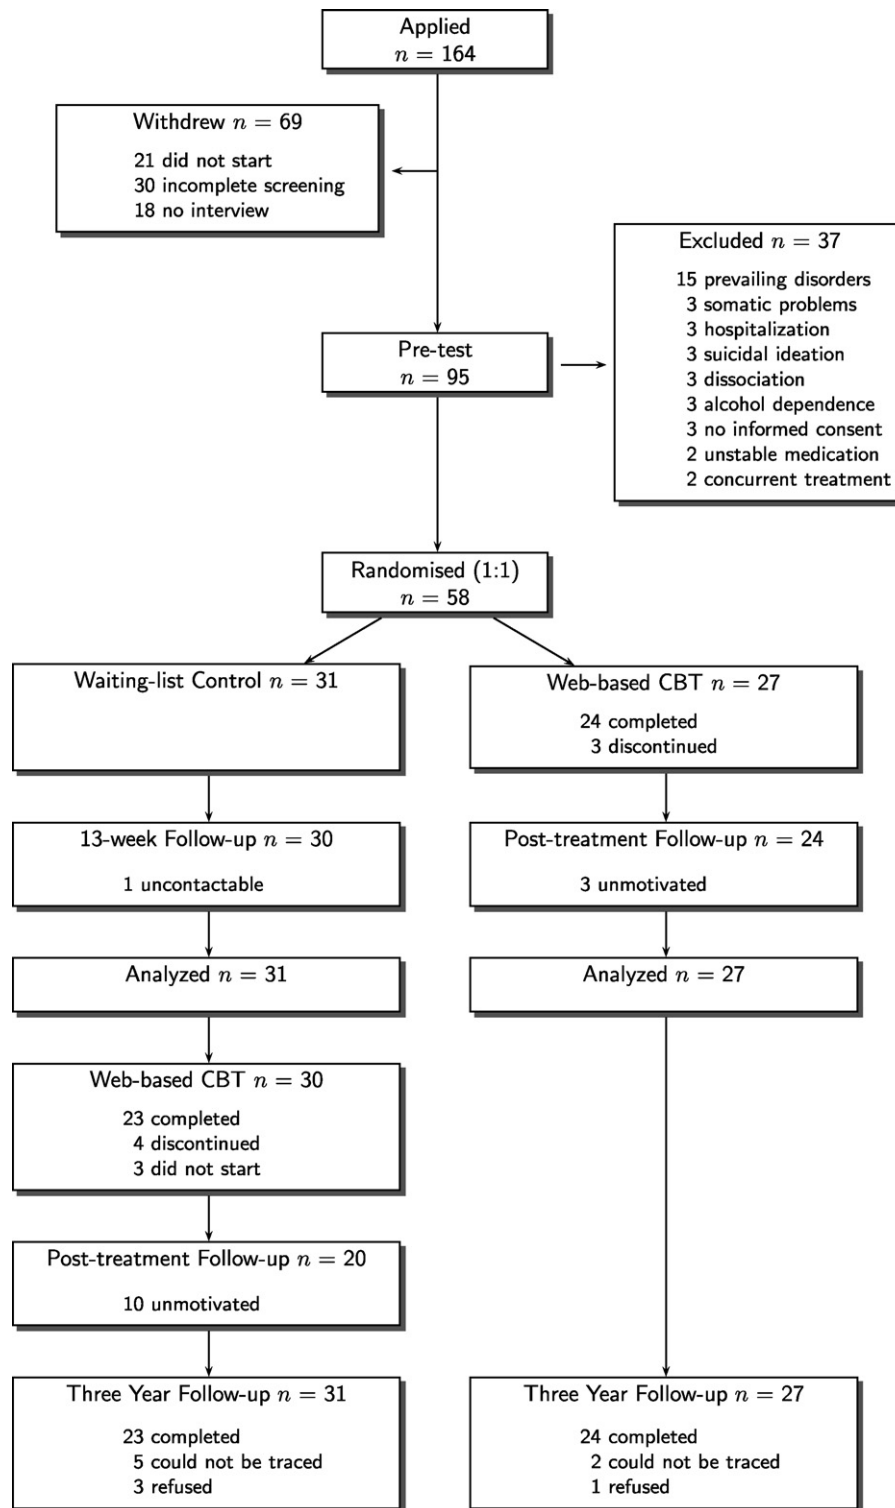 Applied
n = 164
Withdrew n = 69
21 did not start
30 incomplete screening
18 no interview
Excluded n = 37
15 prevailing disorders
3 somatic problems
3 hospitalization
3 suicidal ideation
3 dissociation
3 alcohol dependence
3 no informed consent
2 unstable medication
2 concurrent treatment
Pre-test
n = 95
Randomised (1:1)
n = 58
Waiting-list Control n = 31
Web-based CBT n = 27
24 completed
3 discontinued
13-week Follow-up n = 30
1 uncontactable
Post-treatment Follow-up n = 24
3 unmotivated
Analyzed n = 31
Analyzed n = 27
Web-based CBT n = 30
23 completed
4 discontinued
3 did not start
Post-treatment Follow-up n = 20
10 unmotivated
Three Year Follow-up n = 31
23 completed
5 could not be traced
3 refused
Three Year Follow-up n = 27
24 completed
2 could not be traced
1 refused